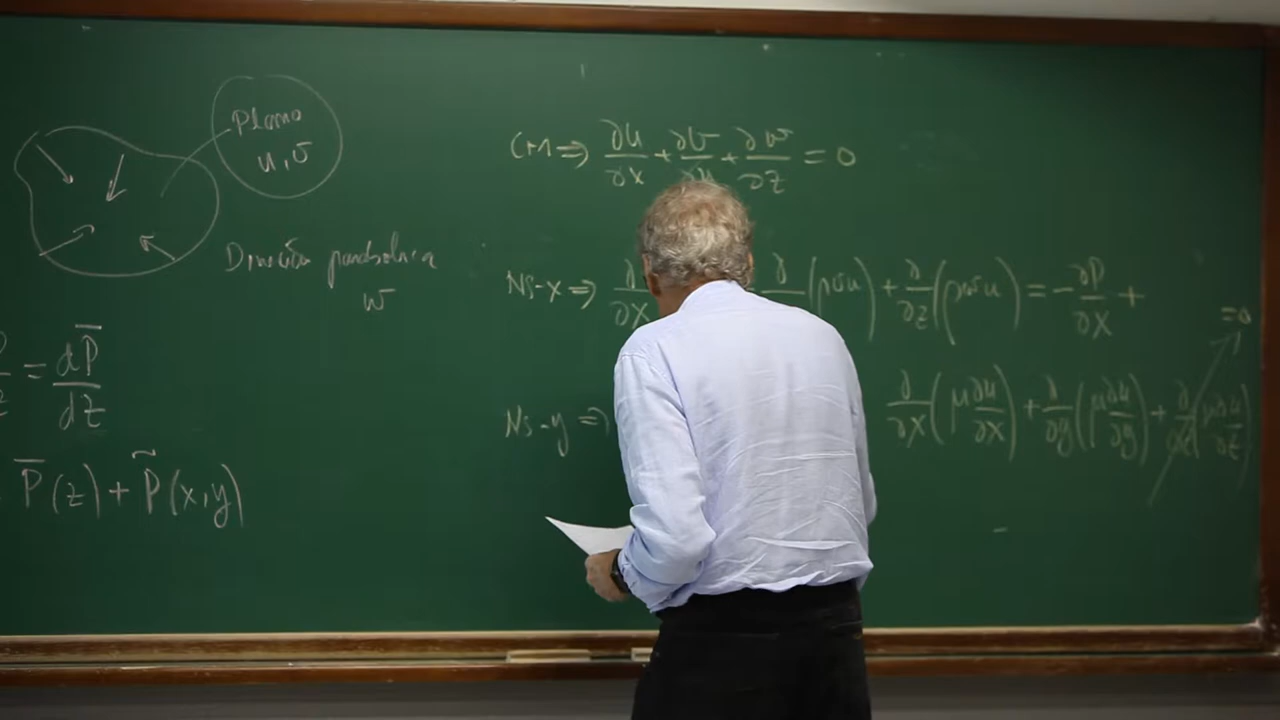 Plano
u, v
Direção parabólica
w
= dP̄/dz
P̄(z) + P̃(x,y)
CM ⇒ ∂u/∂x + ∂v/∂y + ∂w/∂z = 0
NS-x ⇒ ∂/∂x ∂/ (ρvu) + ∂/∂z (ρwu) = -∂P/∂x +
=0
∂/∂x (μ ∂u/∂x) + ∂/∂y (μ ∂u/∂y) + ∂/∂z (μ ∂u/∂z)
NS-y ⇒